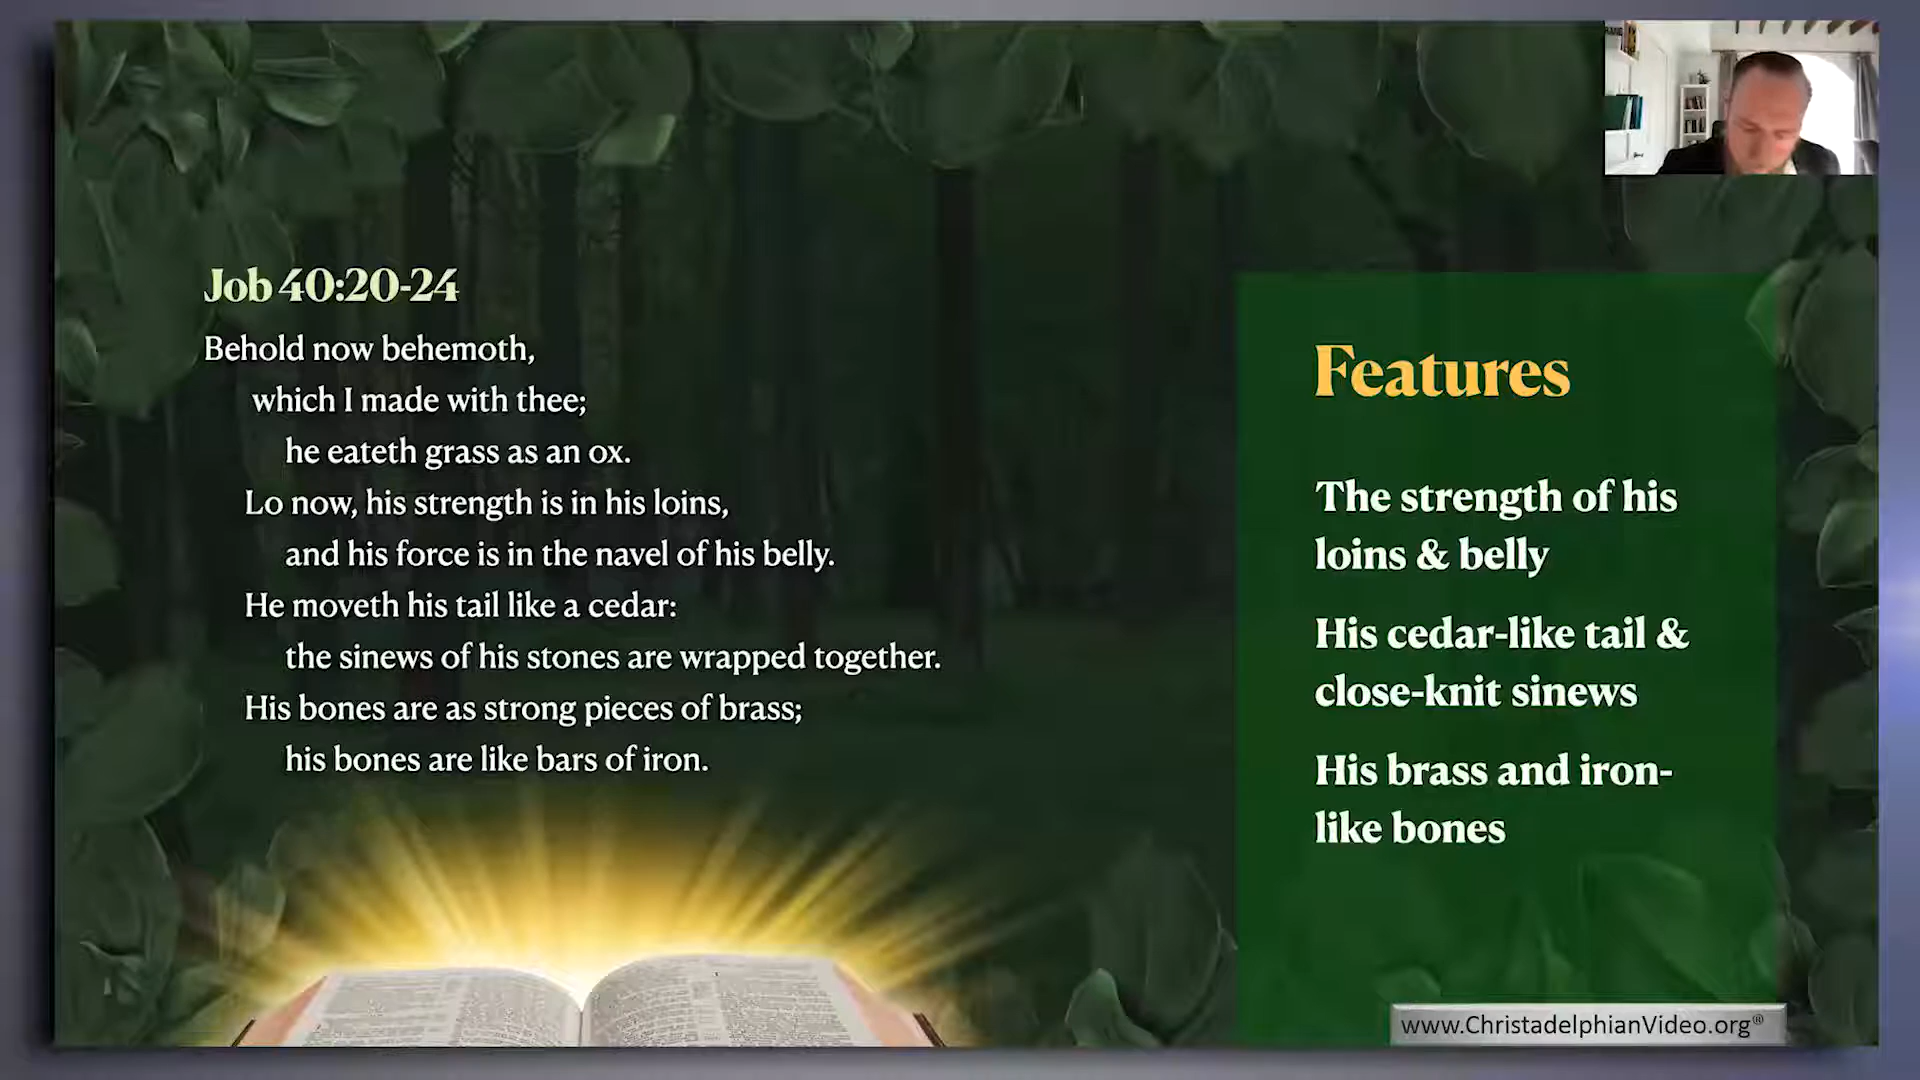 Job 40:20-24
Behold now behemoth,
which I made with thee;
he eateth grass as an ox.
Lo now, his strength is in his loins,
and his force is in the navel of his belly.
He moveth his tail like a cedar:
the sinews of his stones are wrapped together.
His bones are as strong pieces of brass;
his bones are like bars of iron.
Features
The strength of his
loins & belly
His cedar-like tail &
close-knit sinews
His brass and iron-
like bones
www.ChristadelphianVideo.org®